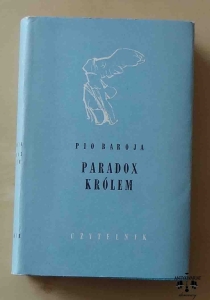 PIO BAROJA
PARADOX
KRÓLEM
CZYTELNIK